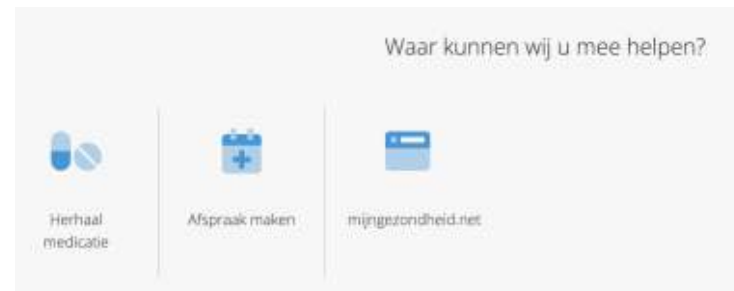 Waar kunnen wij u mee helpen?
Herhaal
medicatie
Afspraak maken
mijngezondheid.net